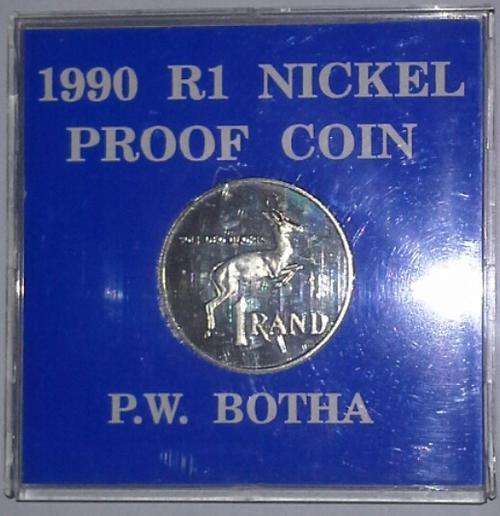 1990 R1 NICKEL
PROOF COIN
1 RAND
P.W. BOTHA